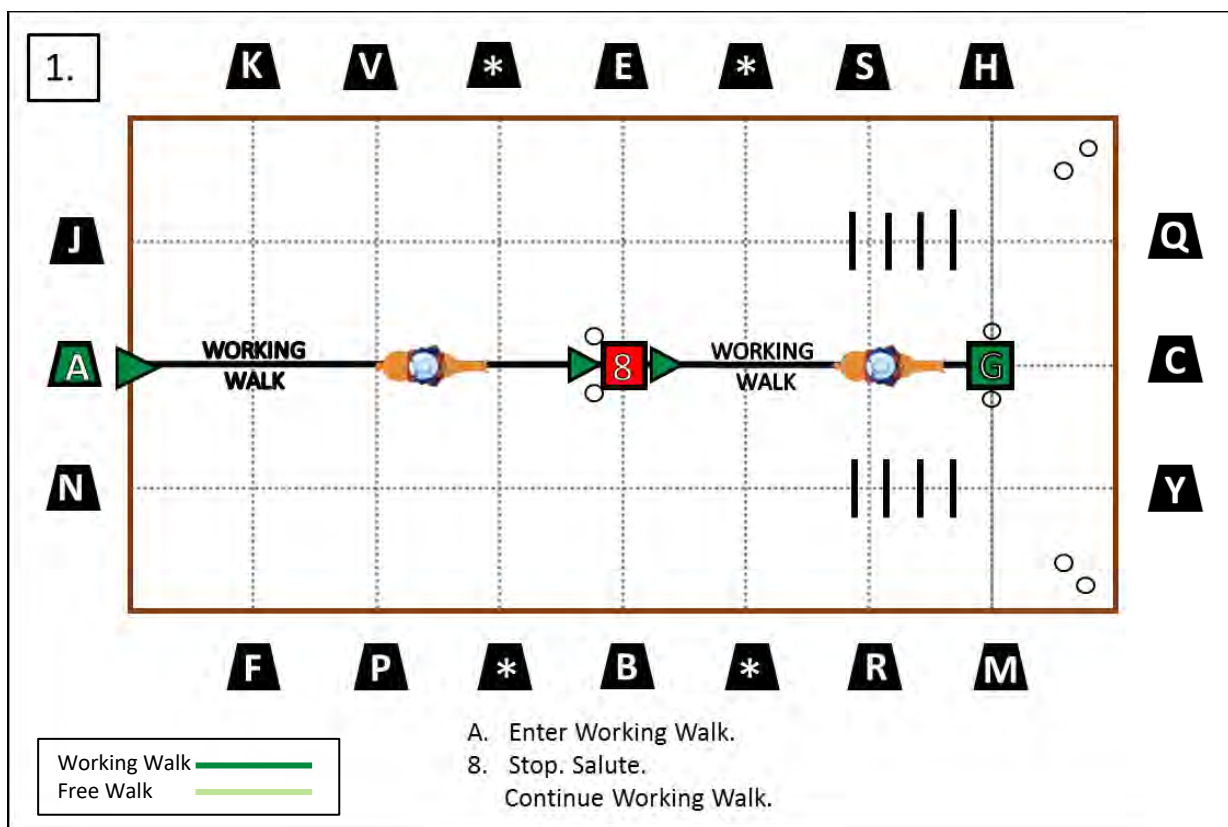 1.
K V * E * S H
J Q
WORKING WORKING
A 8 G C
WALK WALK
N Y
F P * B * R M
A. Enter Working Walk.
8. Stop. Salute.
Continue Working Walk.
Working Walk
Free Walk